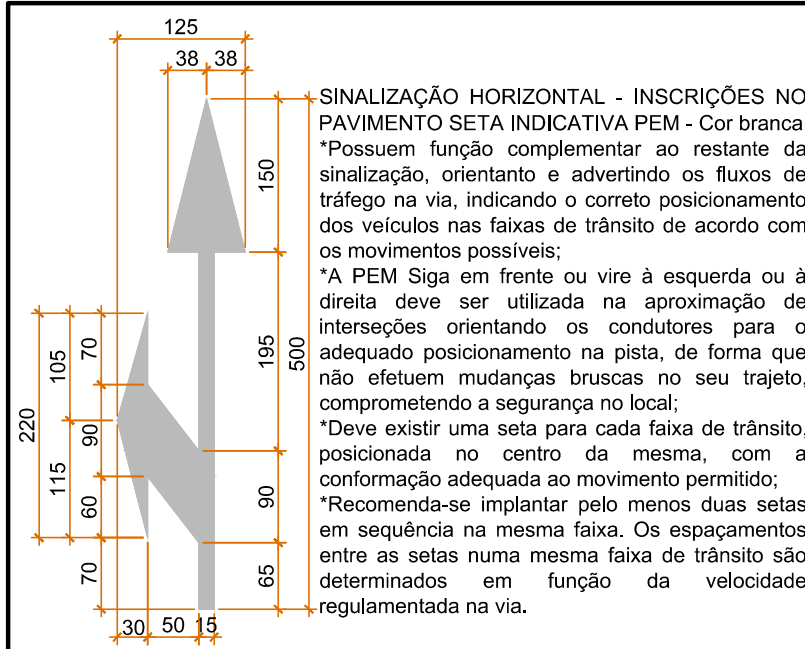 125
38 38
SINALIZAÇÃO HORIZONTAL - INSCRIÇÕES NO
PAVIMENTO SETA INDICATIVA PEM - Cor branca
*Possuem função complementar ao restante da
sinalização, orientanto e advertindo os fluxos de
tráfego na via, indicando o correto posicionamento
dos veículos nas faixas de trânsito de acordo com
os movimentos possíveis;
*A PEM Siga em frente ou vire à esquerda ou à
direita deve ser utilizada na aproximação de
interseções orientando os condutores para o
adequado posicionamento na pista, de forma que
não efetuem mudanças bruscas no seu trajeto,
comprometendo a segurança no local;
*Deve existir uma seta para cada faixa de trânsito,
posicionada no centro da mesma, com a
conformação adequada ao movimento permitido;
*Recomenda-se implantar pelo menos duas setas
em sequência na mesma faixa. Os espaçamentos
entre as setas numa mesma faixa de trânsito são
determinados em função da velocidade
regulamentada na via.
150
195
500
90
65
220
105
115
70
90
60
70
30 50 15